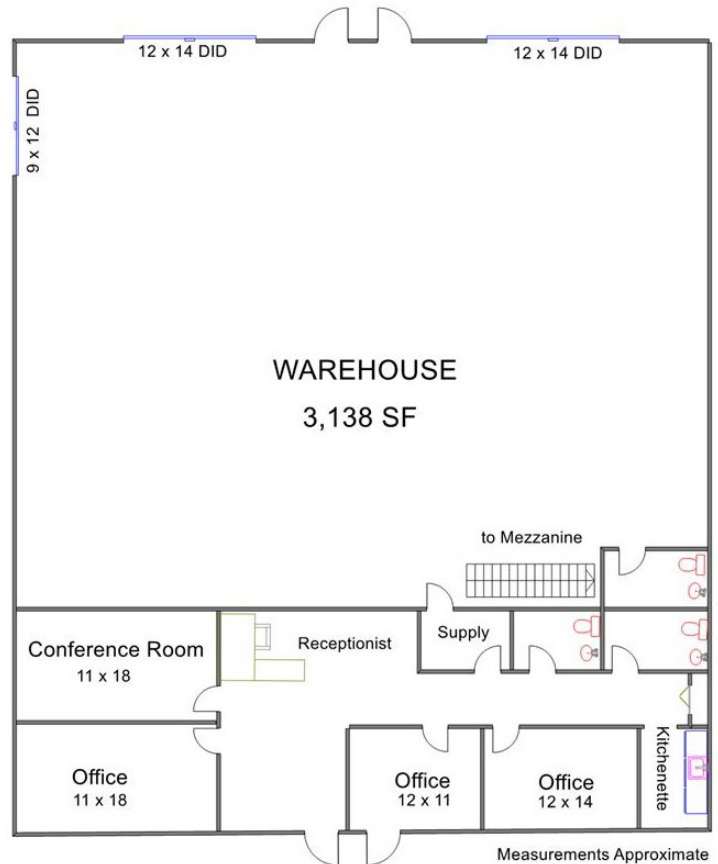 12 x 14 DID
12 x 14 DID
9 x 12 DID
WAREHOUSE
3,138 SF
to Mezzanine
Conference Room
11 x 18
Receptionist
Supply
Office
11 x 18
Office
12 x 11
Office
12 x 14
Kitchenette
Measurements Approximate